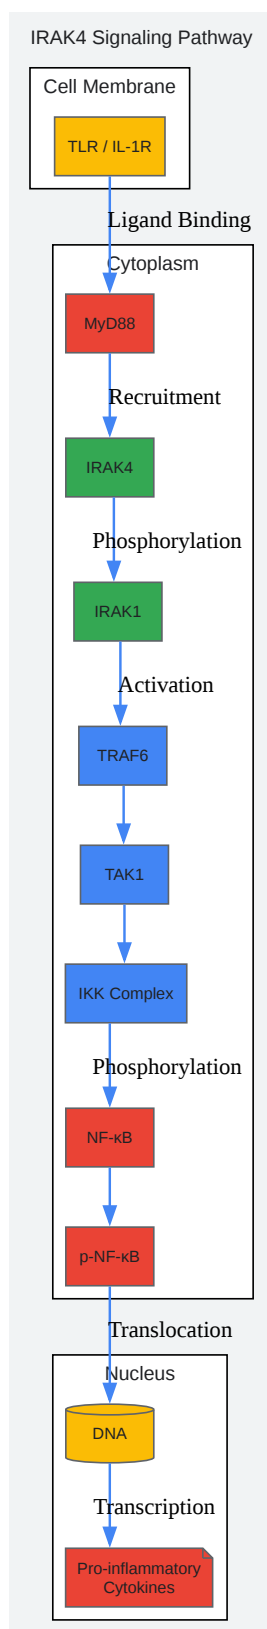 IRAK4 Signaling Pathway
Cell Membrane
TLR / IL-1R
Ligand Binding
Cytoplasm
MyD88
Recruitment
IRAK4
Phosphorylation
IRAK1
Activation
TRAF6
TAK1
IKK Complex
Phosphorylation
NF-κB
p-NF-κB
Translocation
Nucleus
DNA
Transcription
Pro-inflammatory
Cytokines